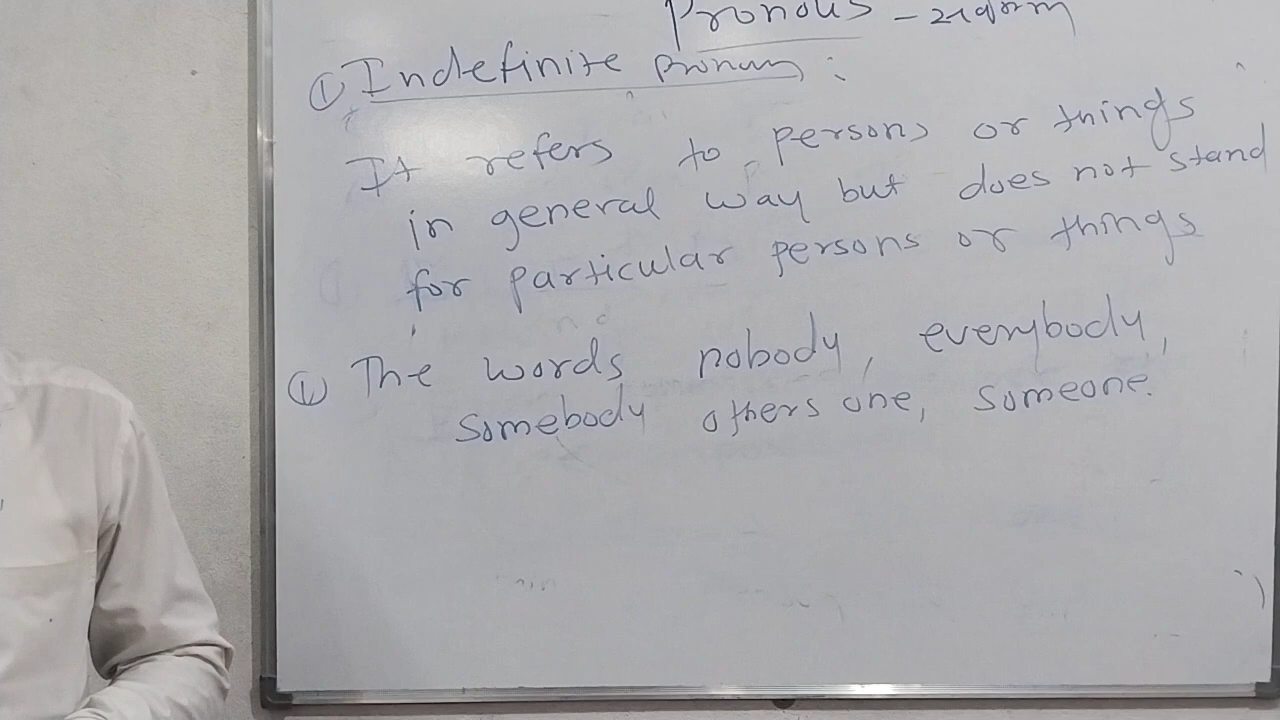 Pronous –
① Indefinite Pronoun :
It refers to persons or things
in general way but does not stand
for particular persons or things
① The words nobody, everybody,
somebody others one, someone.